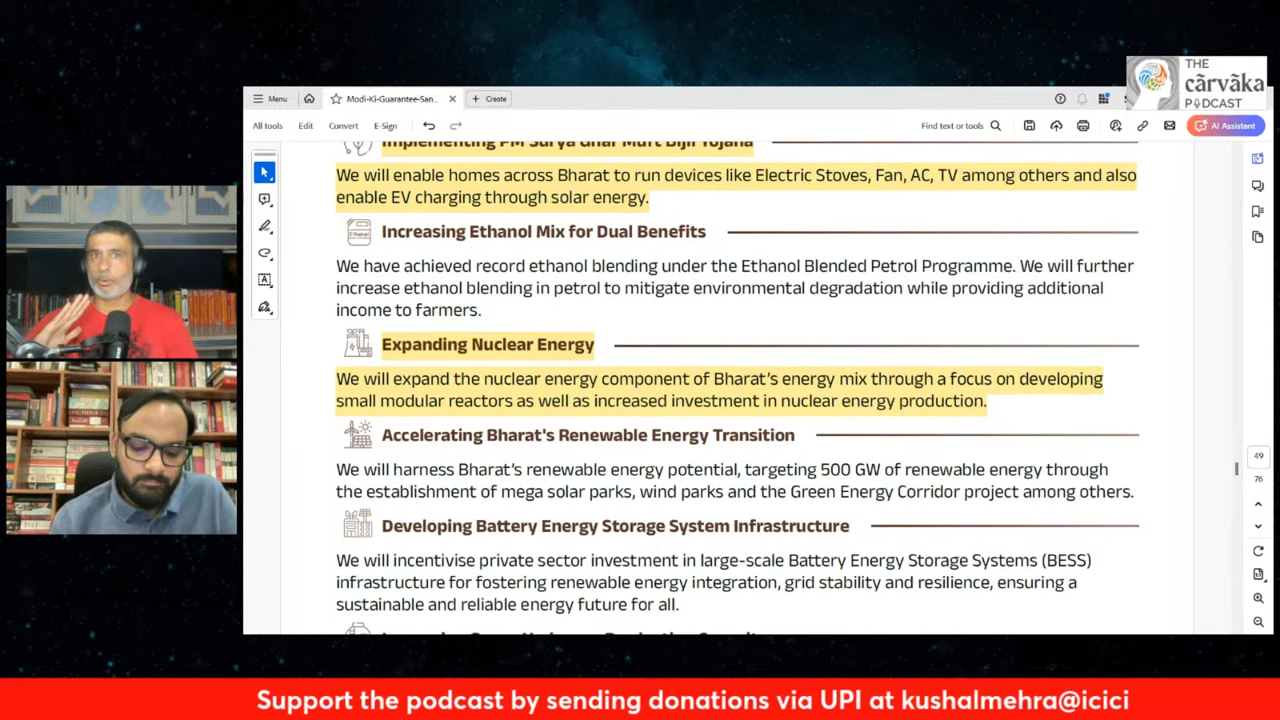 THE
cārvāka
PODCAST
Menu
Modi-Ki-Guarantee-San...
Create
All tools
Edit
Convert
E-Sign
Find text or tools
AI Assistant
Implementing PM Surya Ghar Muft Bijli Yojana
We will enable homes across Bharat to run devices like Electric Stoves, Fan, AC, TV among others and also
enable EV charging through solar energy.
Ethanol
Increasing Ethanol Mix for Dual Benefits
We have achieved record ethanol blending under the Ethanol Blended Petrol Programme. We will further
increase ethanol blending in petrol to mitigate environmental degradation while providing additional
income to farmers.
Expanding Nuclear Energy
We will expand the nuclear energy component of Bharat's energy mix through a focus on developing
small modular reactors as well as increased investment in nuclear energy production.
Accelerating Bharat's Renewable Energy Transition
We will harness Bharat's renewable energy potential, targeting 500 GW of renewable energy through
the establishment of mega solar parks, wind parks and the Green Energy Corridor project among others.
Developing Battery Energy Storage System Infrastructure
We will incentivise private sector investment in large-scale Battery Energy Storage Systems (BESS)
infrastructure for fostering renewable energy integration, grid stability and resilience, ensuring a
sustainable and reliable energy future for all.
49
76
Support the podcast by sending donations via UPI at kushalmehra@icici